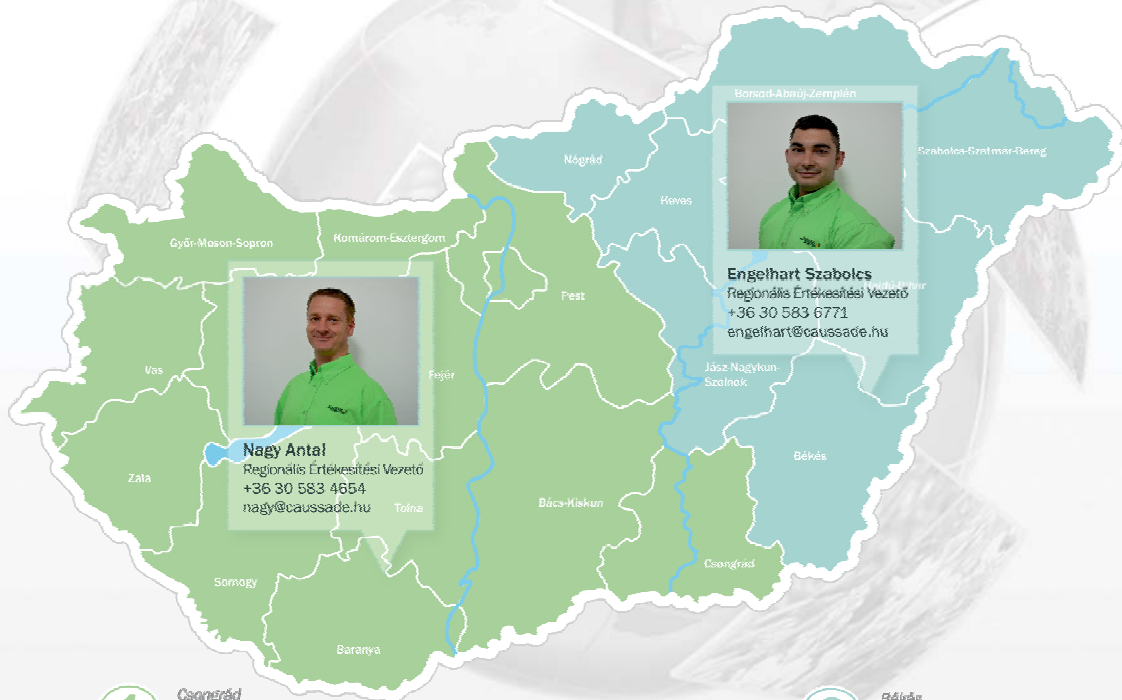 Borsod-Abaúj-Zemplén
Szabolcs-Szatmár-Bereg
Nógrád
Heves
Győr-Moson-Sopron
Komárom-Esztergom
Pest
Engelhart Szabolcs
Regionális Értékesítési Vezető
+36 30 583 6771
engelhart@caussade.hu
Vas
Fejér
Jász-Nagykun-
Szolnok
Nagy Antal
Regionális Értékesítési Vezető
+36 30 583 4654
nagy@caussade.hu
Tolna
Zala
Békés
Bács-Kiskun
Csongrád
Somogy
Baranya
Csongrád
Békés